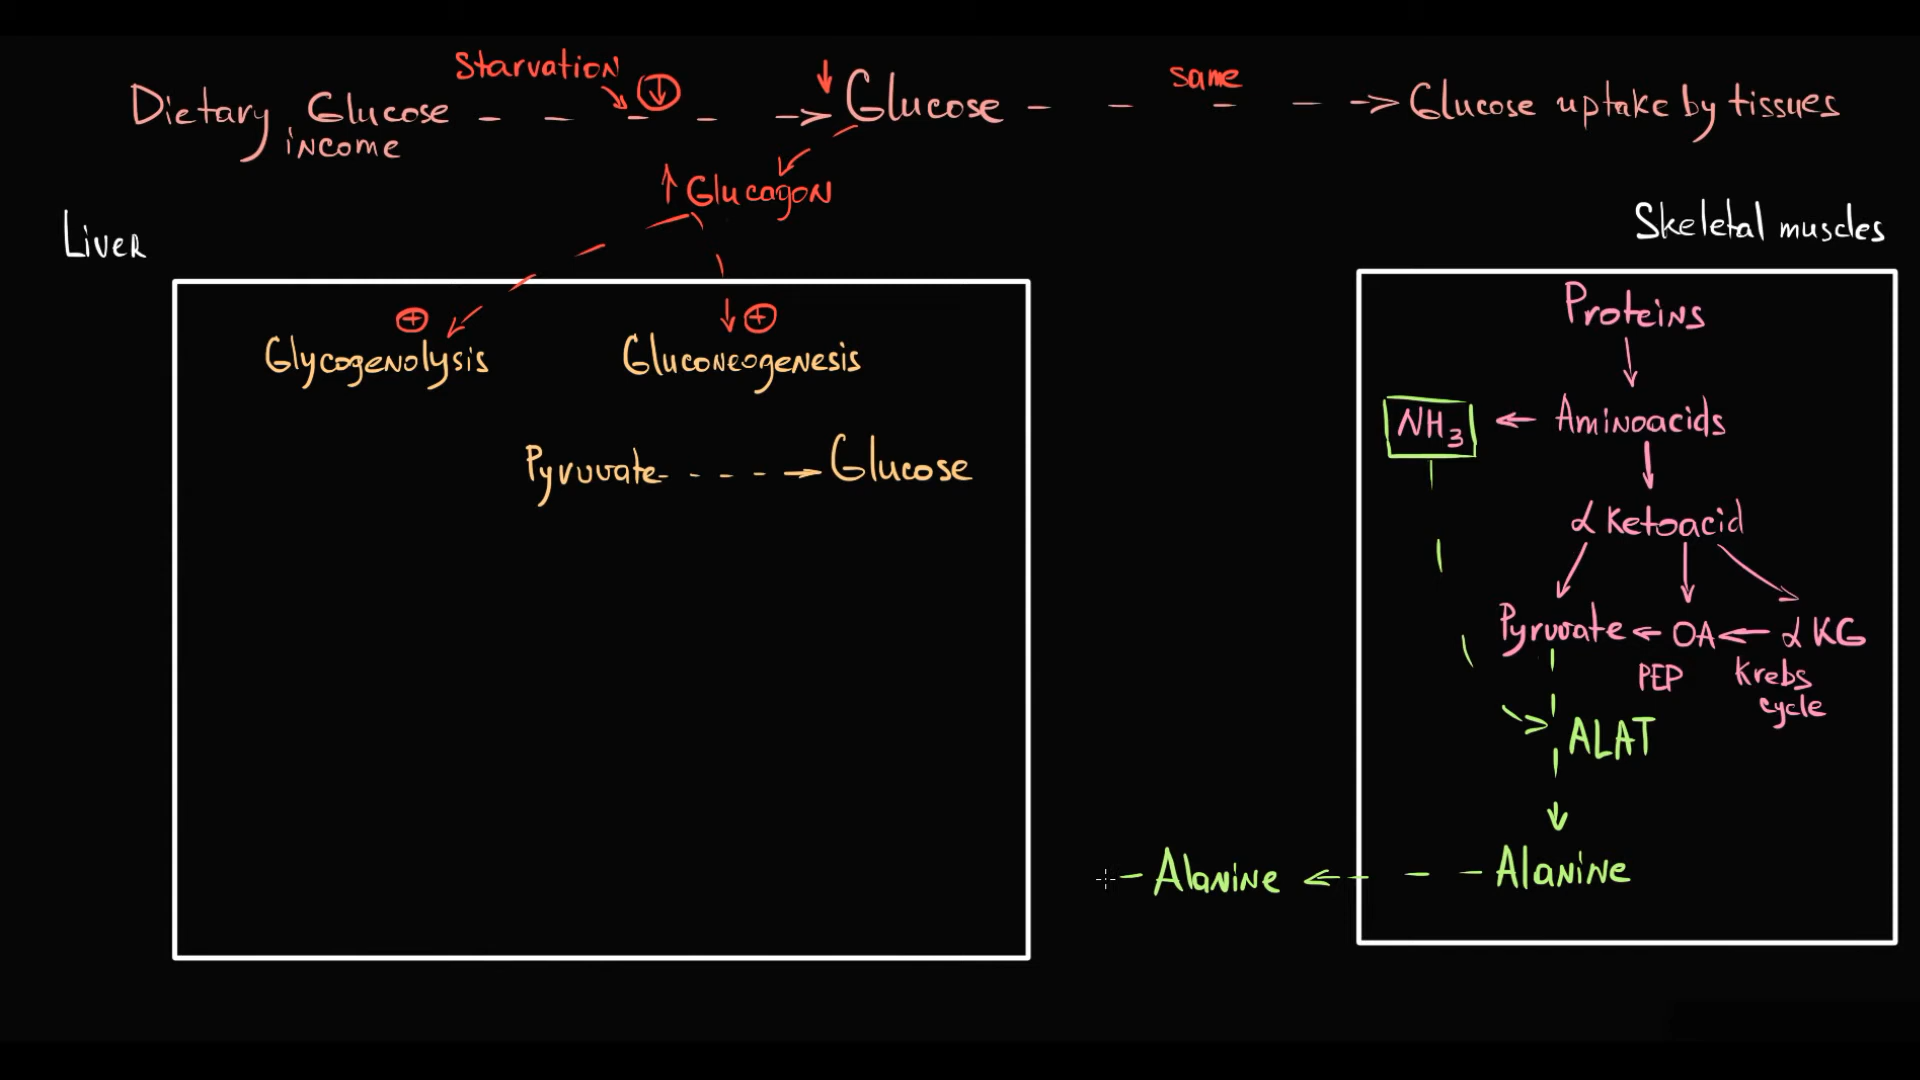 Starvation
Dietary Glucose income
↓ Glucose
same
Glucose uptake by tissues
↑ Glucagon
Liver
Skeletal muscles
Glycogenolysis
Gluconeogenesis
Pyruvate → Glucose
Proteins
NH₃ ← Aminoacids
α Ketoacid
Pyruvate ← OA ← α KG
PEP
Krebs cycle
ALAT
Alanine ← Alanine